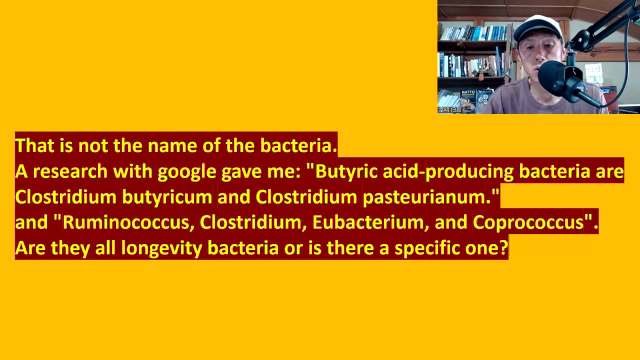 That is not the name of the bacteria.
A research with google gave me: "Butyric acid-producing bacteria are
Clostridium butyricum and Clostridium pasteurianum."
and "Ruminococcus, Clostridium, Eubacterium, and Coprococcus".
Are they all longevity bacteria or is there a specific one?